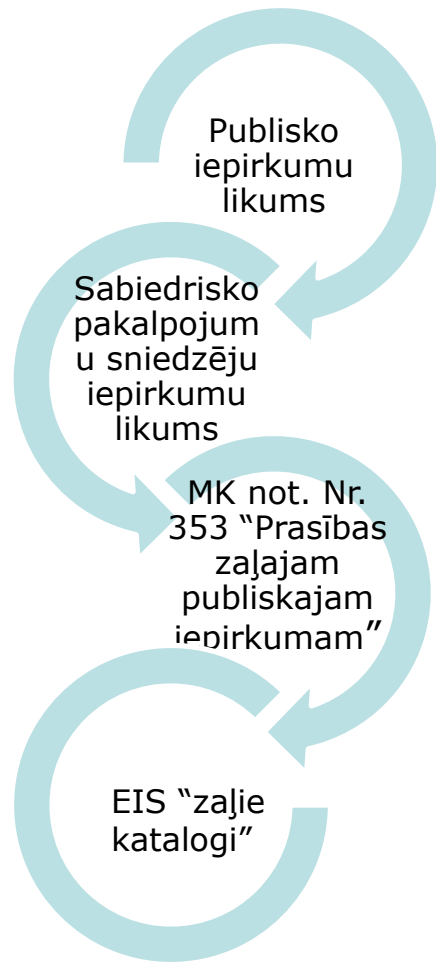 Publisko
iepirkumu
likums
Sabiedrisko
pakalpojum
u sniedzēju
iepirkumu
likums
MK not. Nr.
353 “Prasības
zaļajam
publiskajam
iepirkumam”
EIS “zaļie
katalogi”